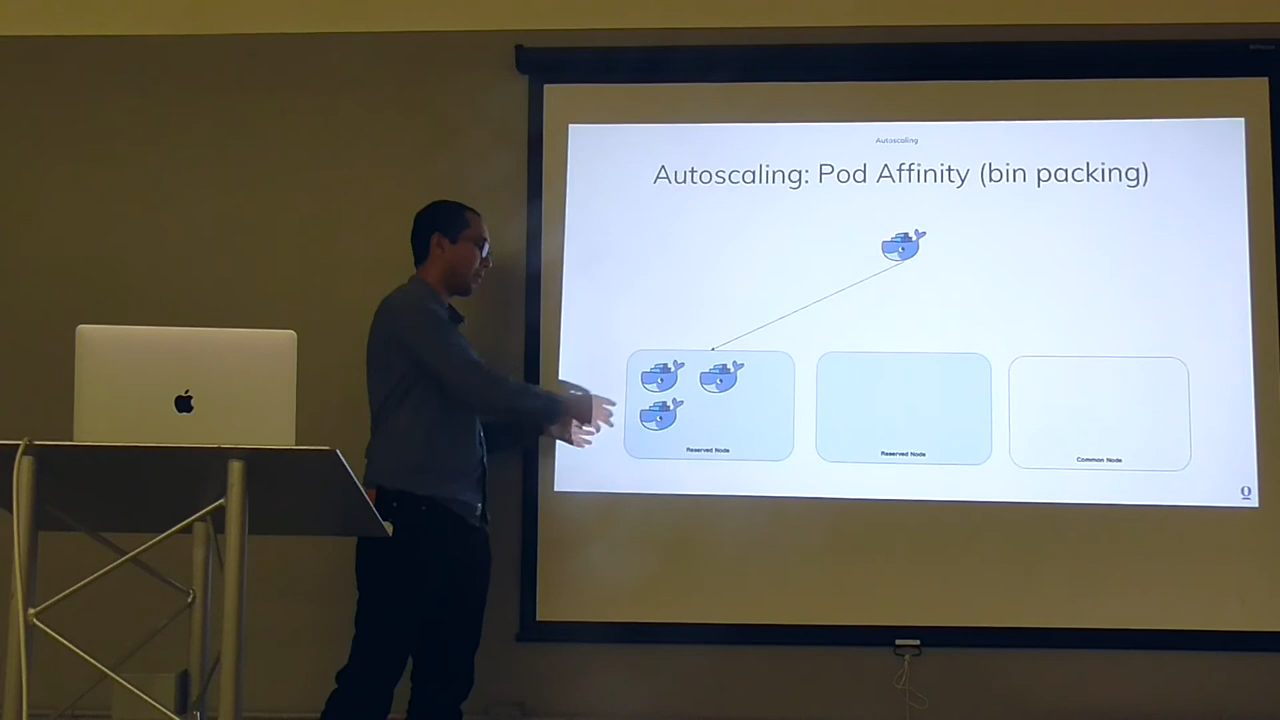 Autoscaling
Autoscaling: Pod Affinity (bin packing)
Reserved Node
Reserved Node
Common Node